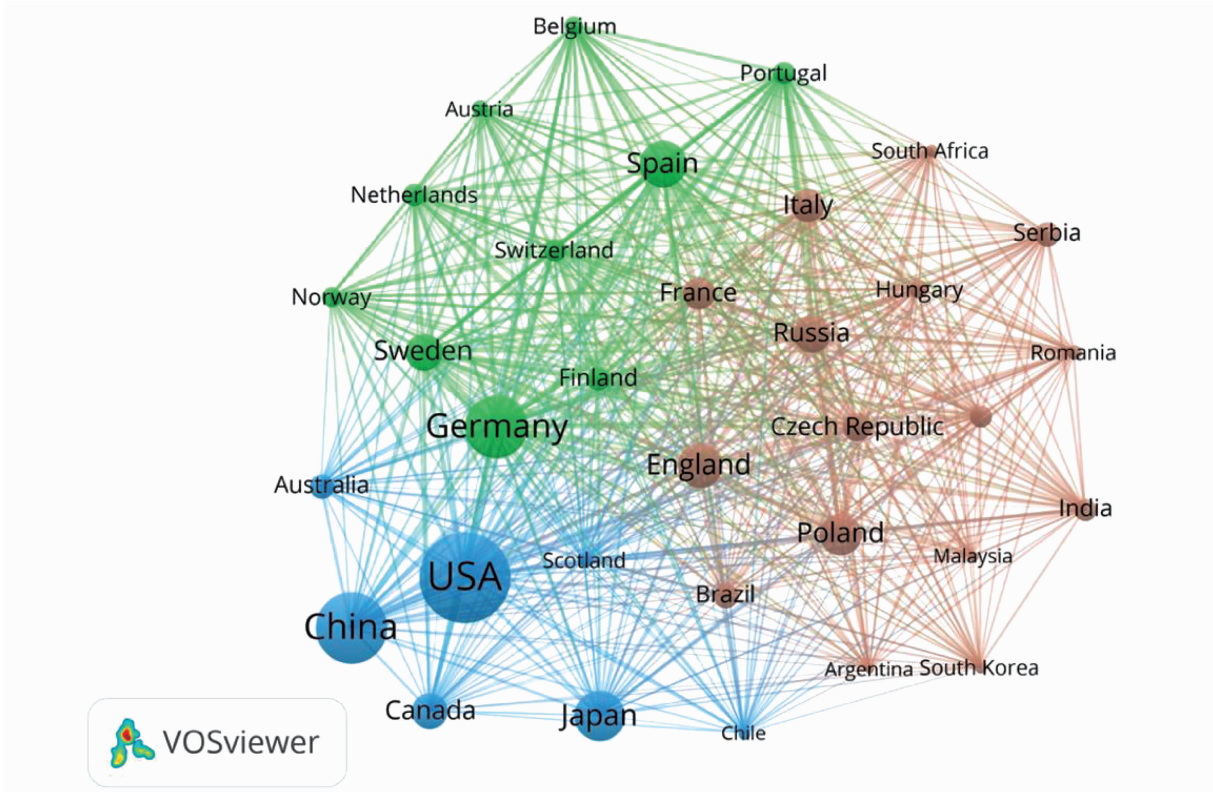 Belgium
Portugal
Austria
South Africa
Spain
Netherlands
Italy
Serbia
Switzerland
Norway
France
Hungary
Russia
Sweden
Romania
Finland
Germany
Czech Republic
England
Australia
India
Poland
Malaysia
Scotland
USA
Brazil
China
Argentina South Korea
Canada
Japan
Chile
VOSviewer